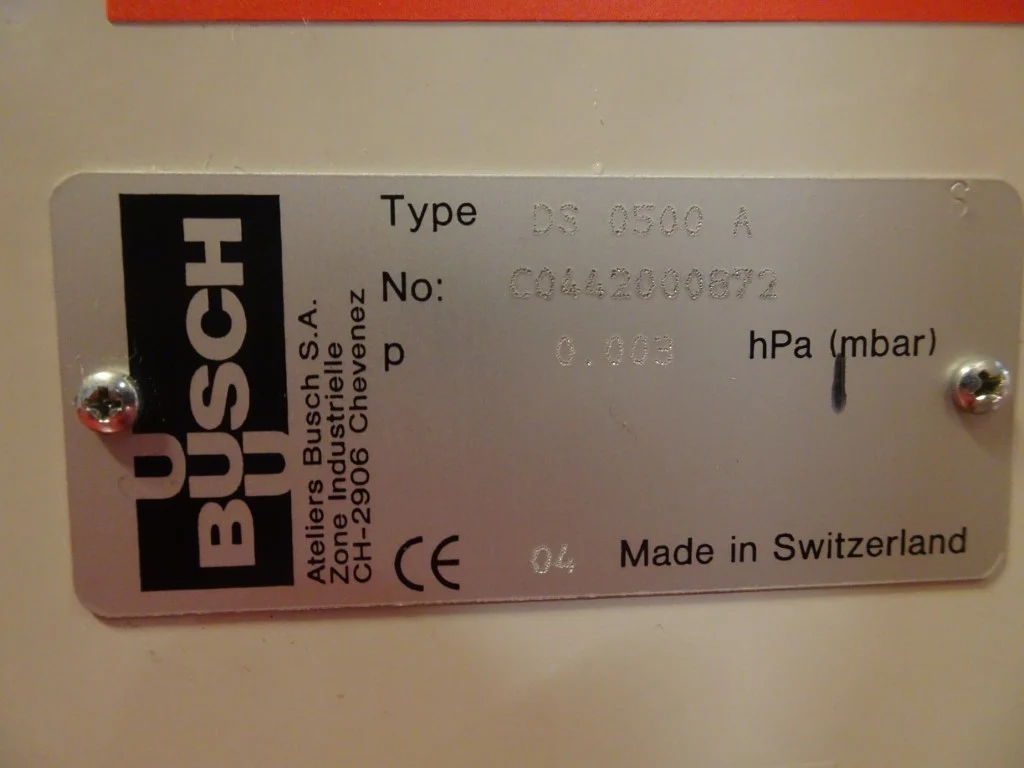 BUSCH
Ateliers Busch S.A.
Zone Industrielle
CH-2906 Chevenez
Type DS 0500 A
S
No: C0442000872
p 0.003 hPa (mbar)
CE 04 Made in Switzerland